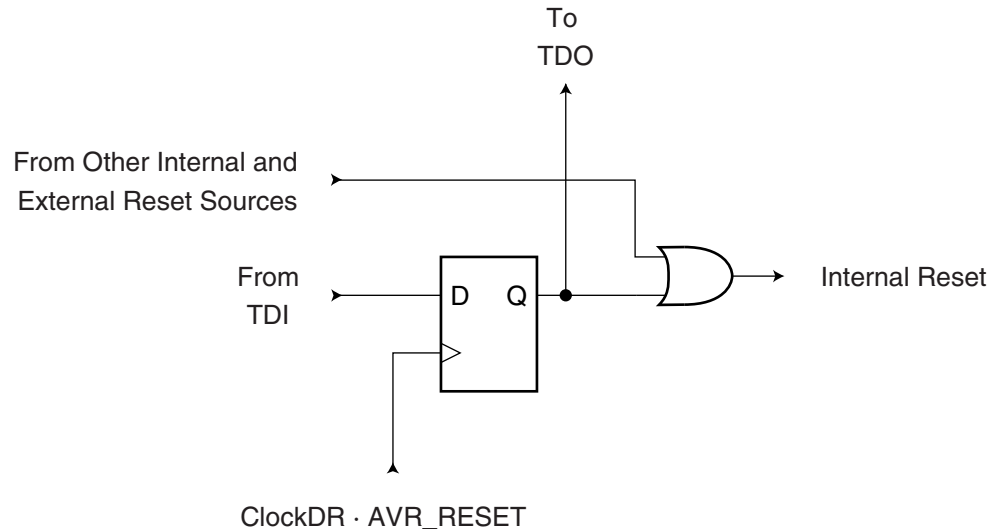 To
TDO
From Other Internal and
External Reset Sources
From
TDI
D
Q
Internal Reset
ClockDR · AVR_RESET